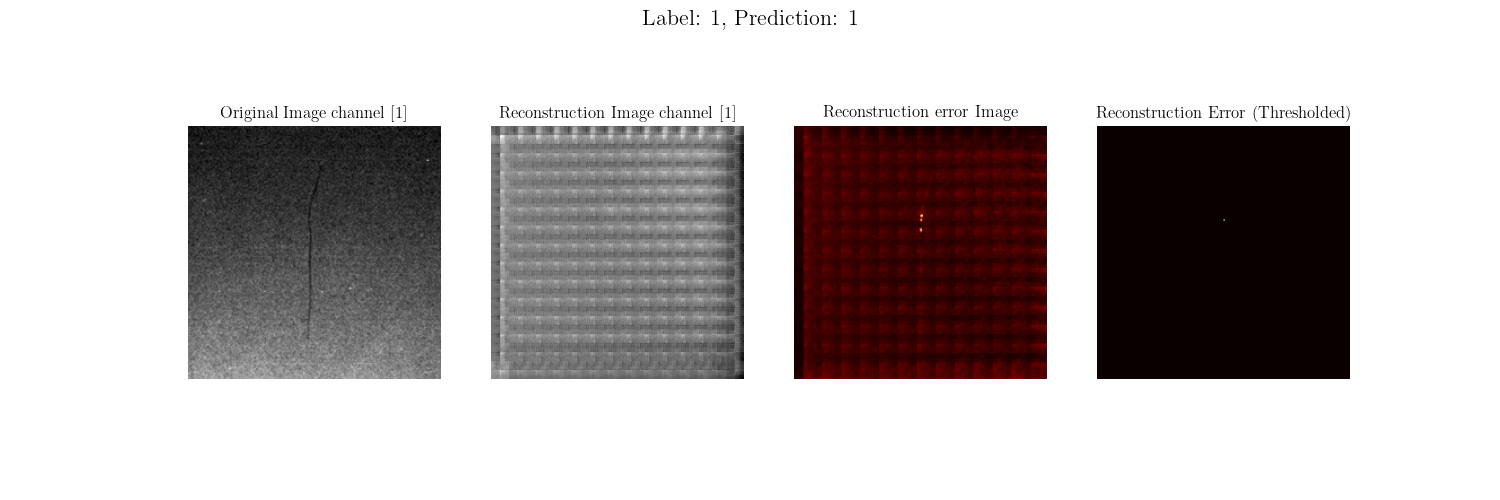 Label: 1, Prediction: 1
Original Image channel [1]
Reconstruction Image channel [1]
Reconstruction error Image
Reconstruction Error (Thresholded)